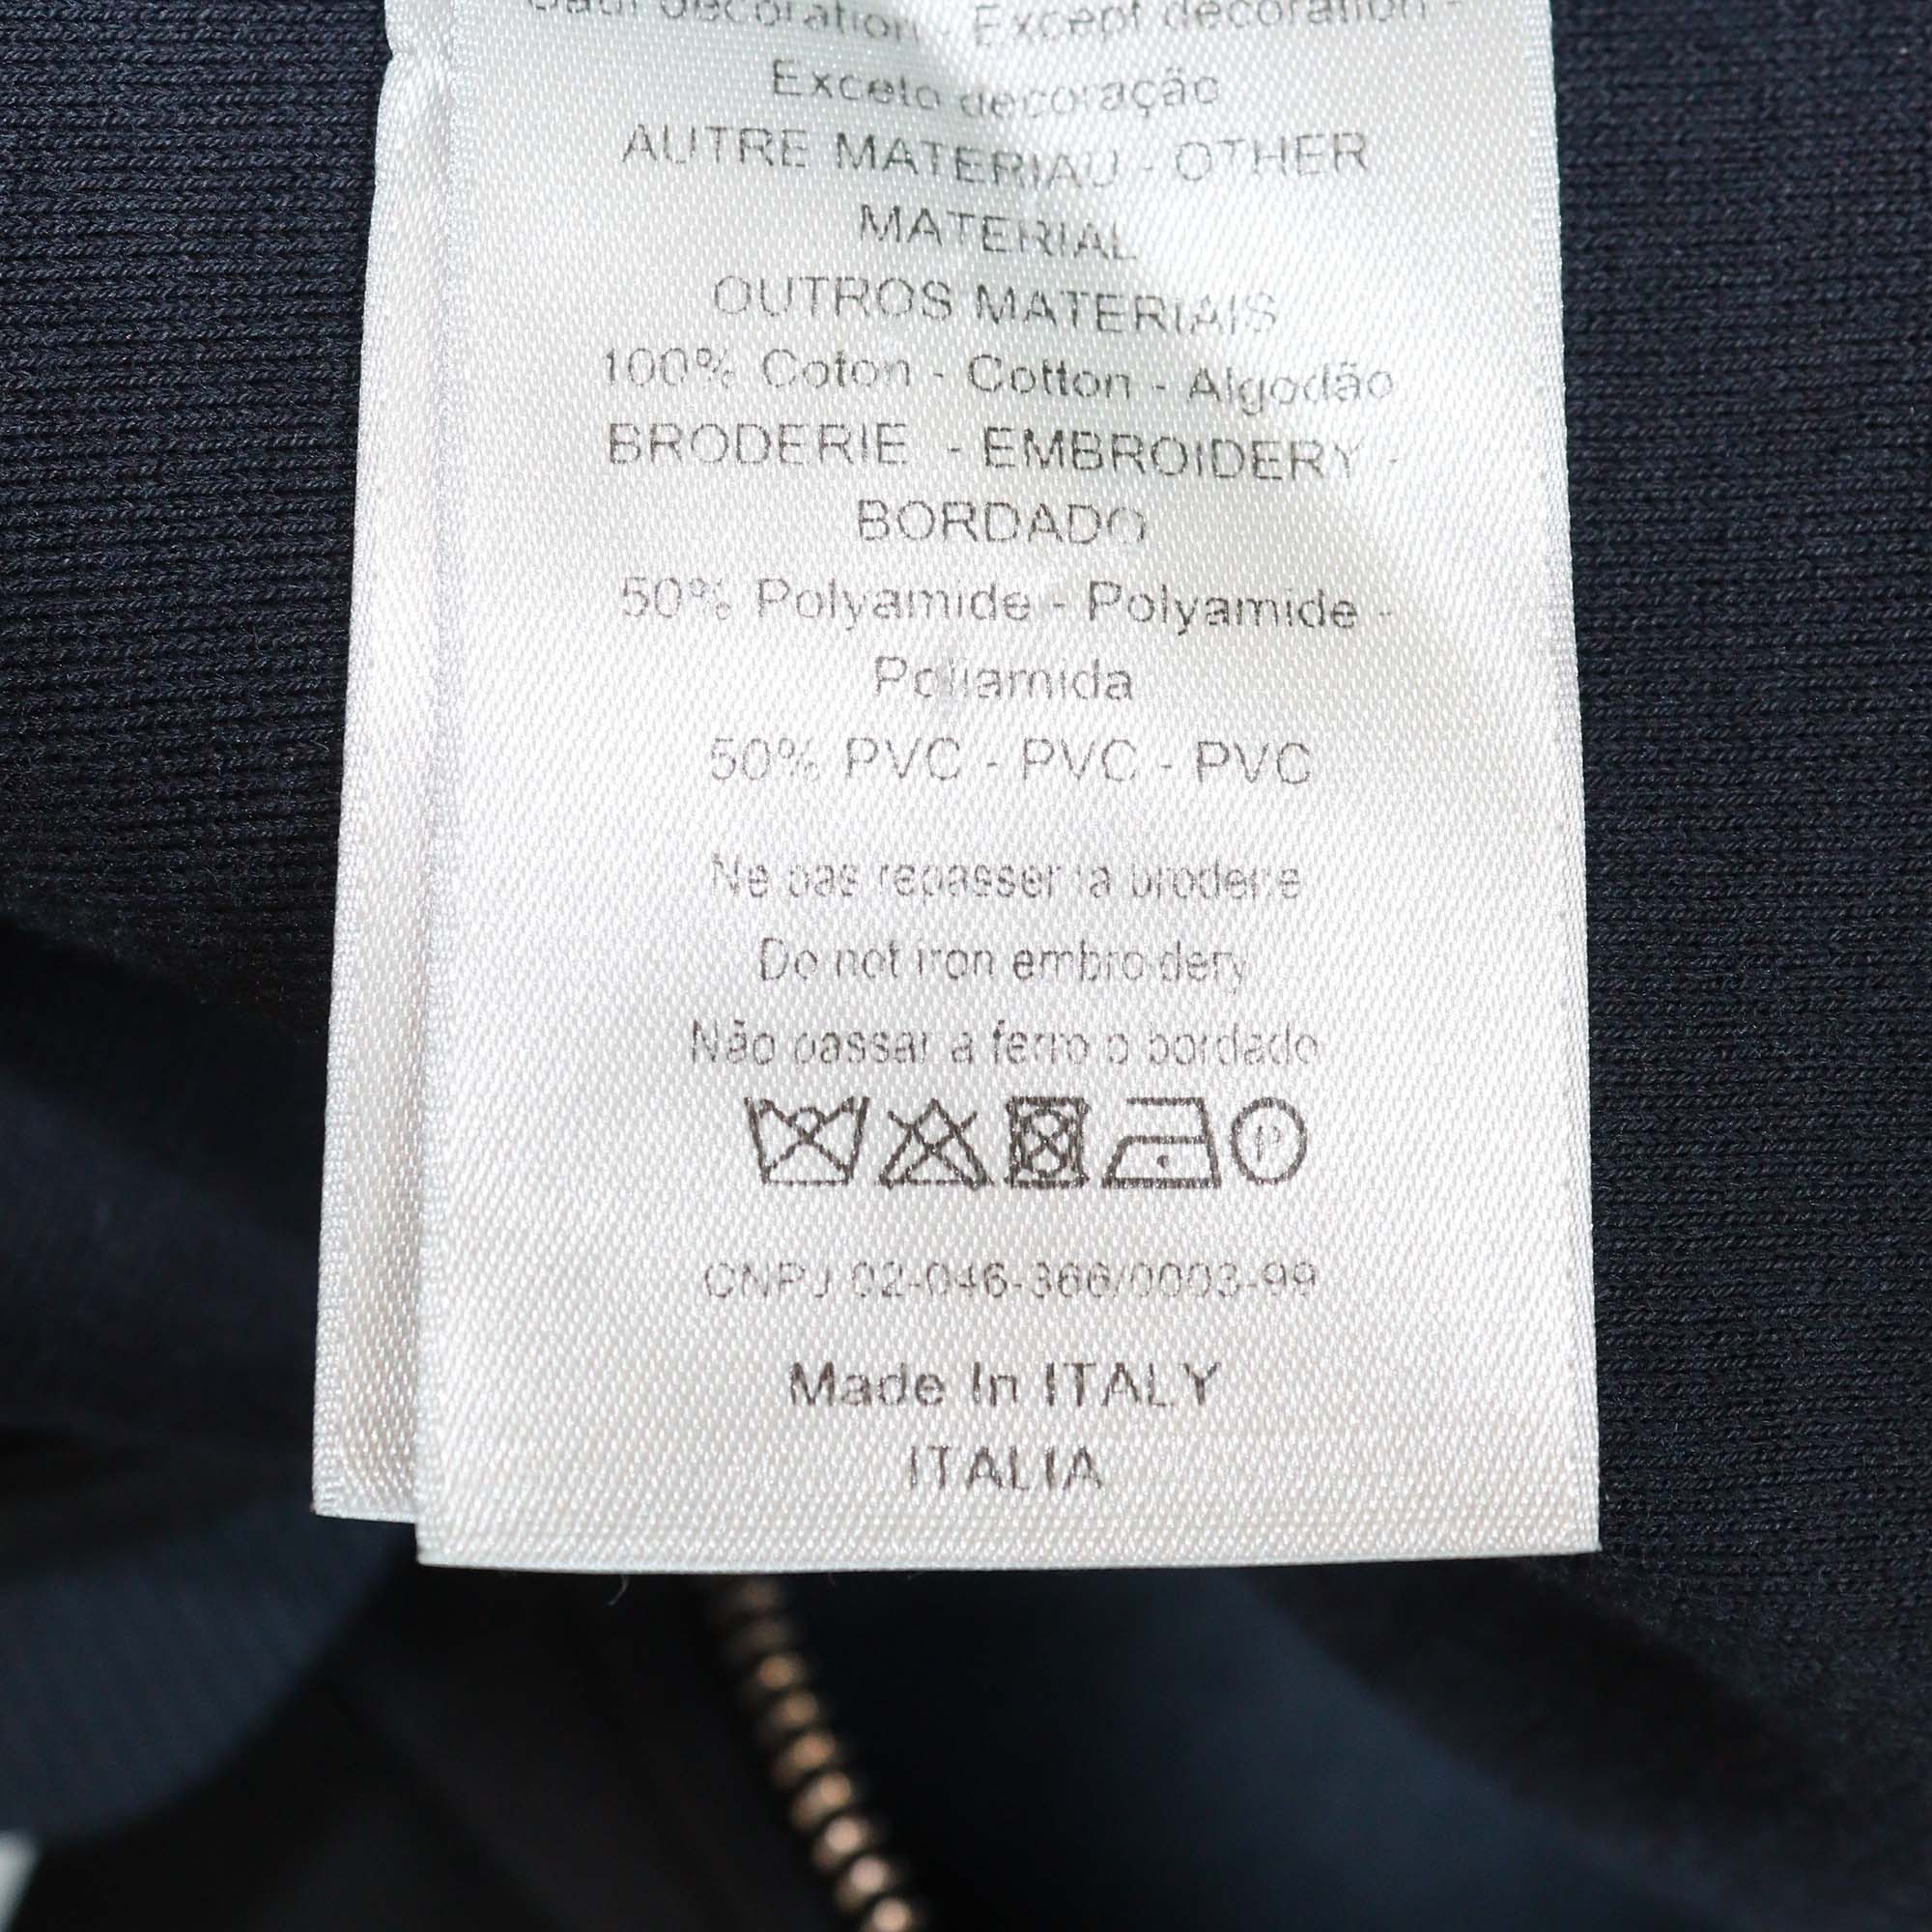 Sauf decoration - Except decoration -
Exceto decoração
AUTRE MATERIAU - OTHER
MATERIAL
OUTROS MATERIAIS
100% Coton - Cotton - Algodão
BRODERIE - EMBROIDERY -
BORDADO
50% Polyamide - Polyamide -
Poliamida
50% PVC - PVC - PVC
Ne pas repasser la broderie
Do not iron embroidery
Não passar a ferro o bordado
P
CNPJ 02-046-366/0003-99
Made In ITALY
ITALIA